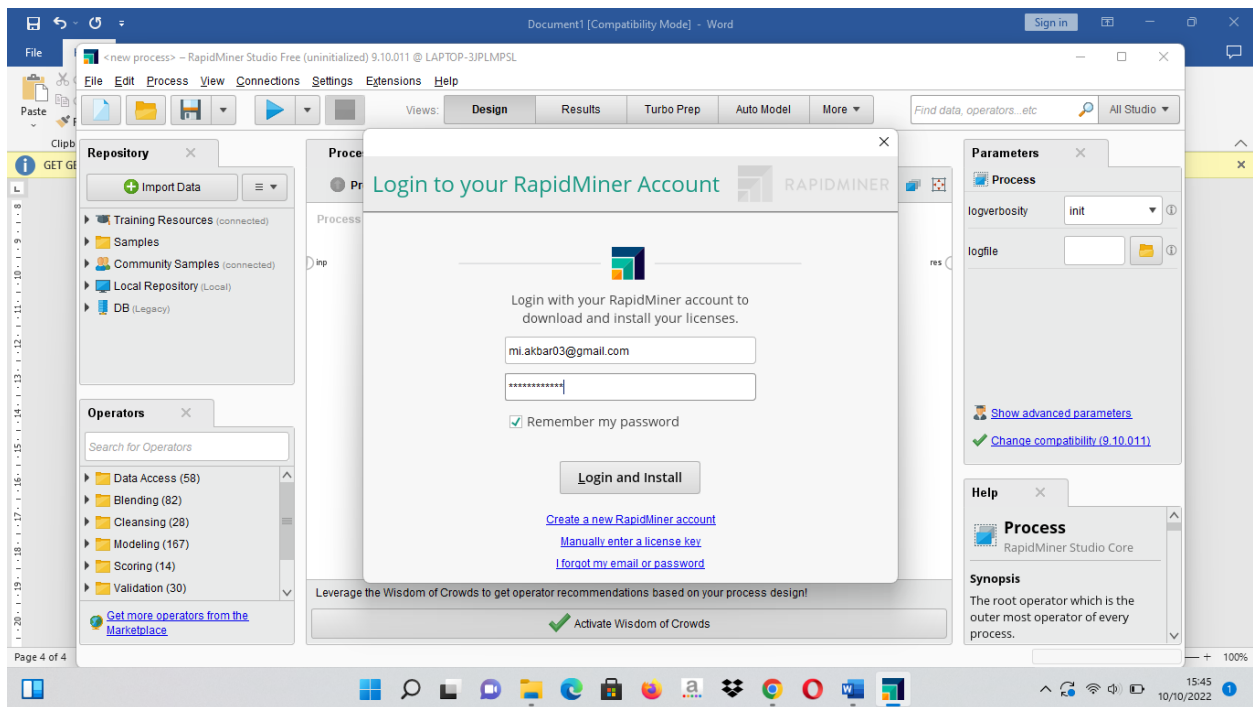 Document1 [Compatibility Mode] - Word
Sign in
File
<new process> – RapidMiner Studio Free (uninitialized) 9.10.011 @ LAPTOP-3JPLMPSL
File Edit Process View Connections Settings Extensions Help
Paste
Views:
Design
Results
Turbo Prep
Auto Model
More
Find data, operators...etc
All Studio
Clipb
GET GE
Repository
Import Data
Training Resources (connected)
Samples
Community Samples (connected)
Local Repository (Local)
DB (Legacy)
Operators
Search for Operators
Data Access (58)
Blending (82)
Cleansing (28)
Modeling (167)
Scoring (14)
Validation (30)
Get more operators from the
Marketplace
Proce
Pr
Process
inp
res
Login to your RapidMiner Account
RAPIDMINER
Login with your RapidMiner account to
download and install your licenses.
mi.akbar03@gmail.com
************
Remember my password
Login and Install
Create a new RapidMiner account
Manually enter a license key
I forgot my email or password
Leverage the Wisdom of Crowds to get operator recommendations based on your process design!
Activate Wisdom of Crowds
Parameters
Process
logverbosity
init
logfile
Show advanced parameters
Change compatibility (9.10.011)
Help
Process
RapidMiner Studio Core
Synopsis
The root operator which is the
outer most operator of every
process.
Page 4 of 4
100%
15:45
10/10/2022
1